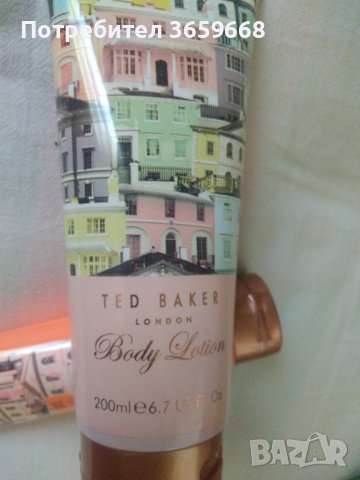 Потребител 3659668
TED BAKER
LONDON
Body Lotion
200ml e 6.7 US Fl. Oz.
BAZAR